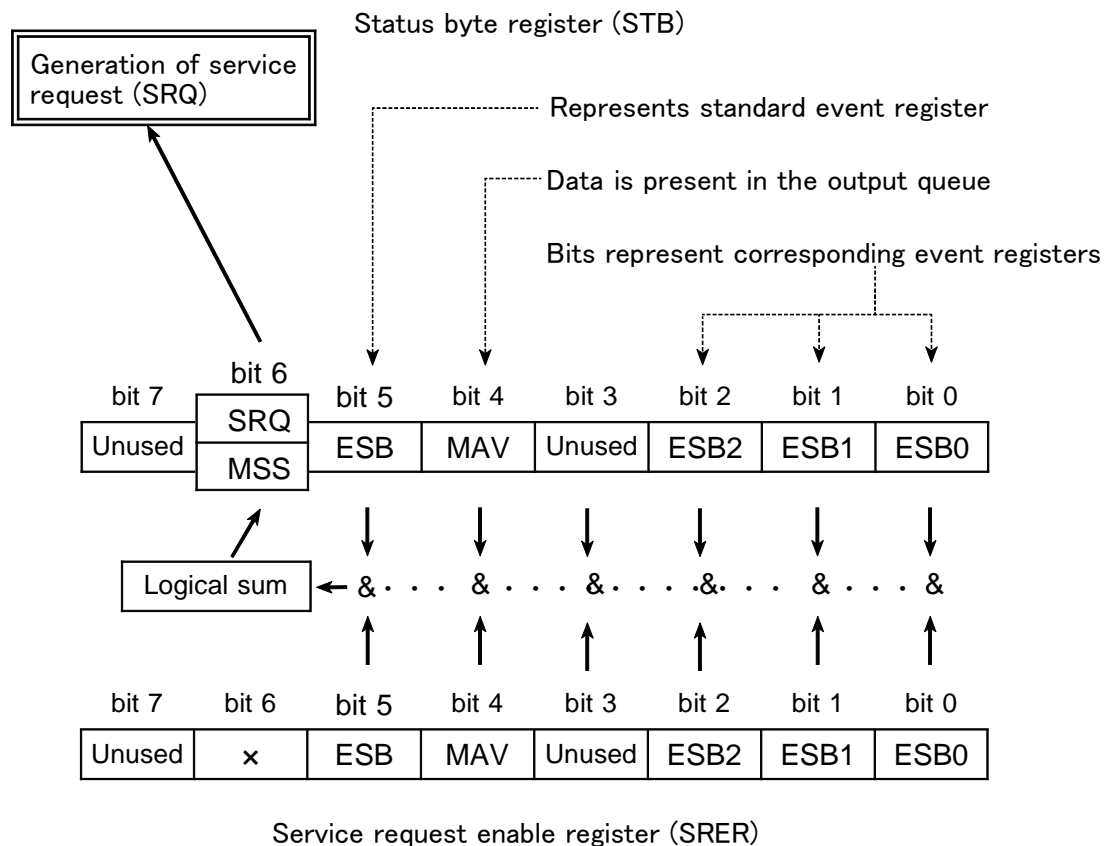 Status byte register (STB)
Generation of service
request (SRQ)
Represents standard event register
Data is present in the output queue
Bits represent corresponding event registers
bit 7 bit 6 bit 5 bit 4 bit 3 bit 2 bit 1 bit 0
Unused SRQ MSS ESB MAV Unused ESB2 ESB1 ESB0
Logical sum & . . . . & . . . . & . . . . . & . . . . & . . . . &
bit 7 bit 6 bit 5 bit 4 bit 3 bit 2 bit 1 bit 0
Unused × ESB MAV Unused ESB2 ESB1 ESB0
Service request enable register (SRER)